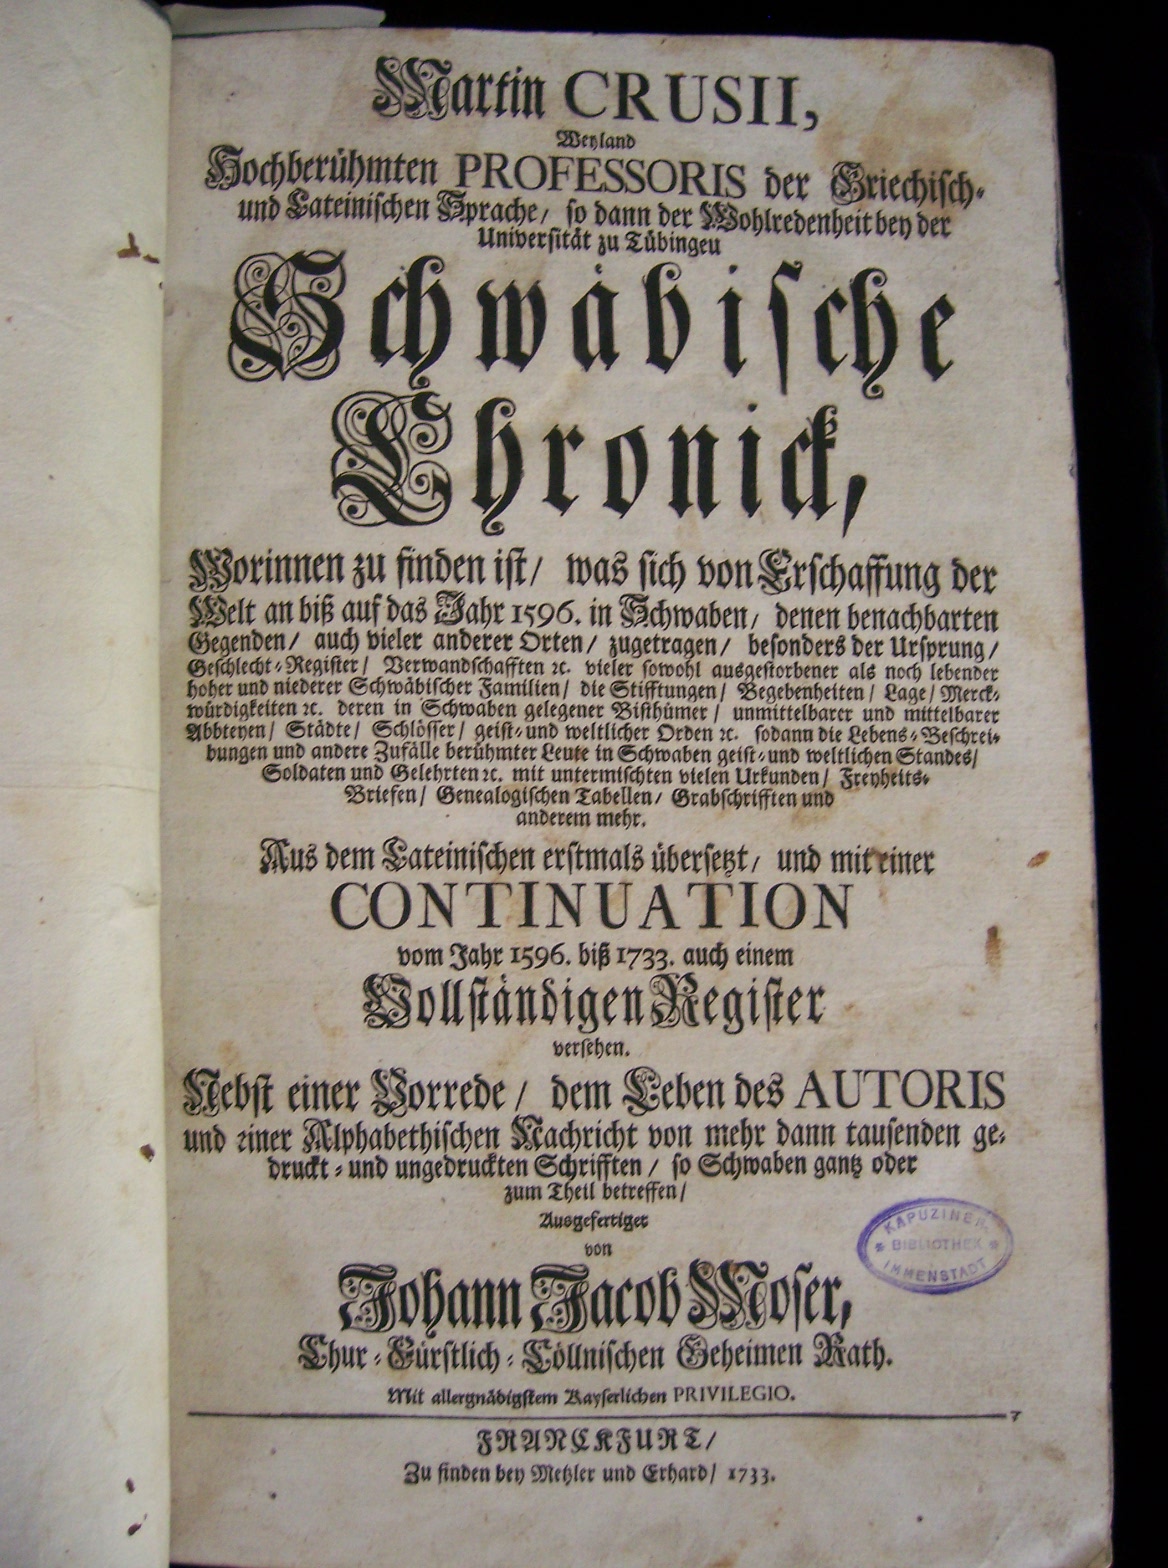 Martin CRUSII,
Weyland
Hochberühmten PROFESSORIS der Griechisch-
und Lateinischen Sprache/ so dann der Wohlredenheit bey der
Universität zu Tübingen
Schwäbische
Chronick,
Worinnen zu finden ist/ was sich von Erschaffung der
Welt an biß auf das Jahr 1596. in Schwaben/ denen benachbarten
Gegenden/ auch vieler anderer Orten/ zugetragen/ besonders der Ursprung/
Geschlecht-Register/ Verwandschafften ꝛc. vieler sowohl ausgestorbener als noch lebender
hoher und niederer Schwäbischer Familien/ die Stifftungen/ Begebenheiten/ Lage/ Merck-
würdigkeiten ꝛc. deren in Schwaben gelegener Bisthümer/ unmittelbarer und mittelbarer
Abbteyen/ Städte/ Schlösser/ geist- und weltlicher Orden ꝛc. sodann die Lebens-Beschrei-
bungen und andere Zufälle berühmter Leute in Schwaben geist- und weltlichen Standes/
Soldaten und Gelehrten ꝛc. mit untermischten vielen Urkunden/ Freyheits-
Briefen/ Genealogischen Tabellen/ Grabschrifften und
anderem mehr.
Aus dem Lateinischen erstmals übersetzt/ und mit einer
CONTINUATION
vom Jahr 1596. biß 1733. auch einem
Vollständigen Register
versehen.
Nebst einer Vorrede/ dem Leben des AUTORIS
und einer Alphabethischen Nachricht von mehr dann tausenden ge-
druckt- und ungedruckten Schrifften/ so Schwaben gantz oder
zum Theil betreffen/
Ausgefertiget
von
Johann Jacob Moser,
Chur-Fürstlich-Cöllnischen Geheimen Rath.
Mit allergnädigstem Kayserlichen PRIVILEGIO.
FRANCKFURT/
Zu finden bey Metzler und Erhard/ 1733.
KAPUZINER
* BIBLIOTHEK *
IMMENSTADT